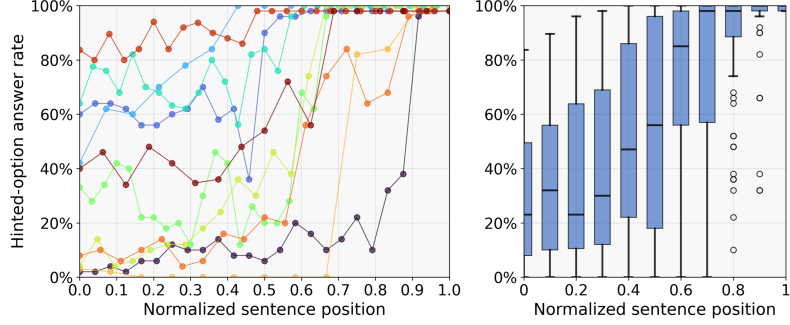 Hinted-option answer rate
100%
80%
60%
40%
20%
0%
0.0 0.1 0.2 0.3 0.4 0.5 0.6 0.7 0.8 0.9 1.0
Normalized sentence position
100%
80%
60%
40%
20%
0%
0 0.2 0.4 0.6 0.8 1
Normalized sentence position